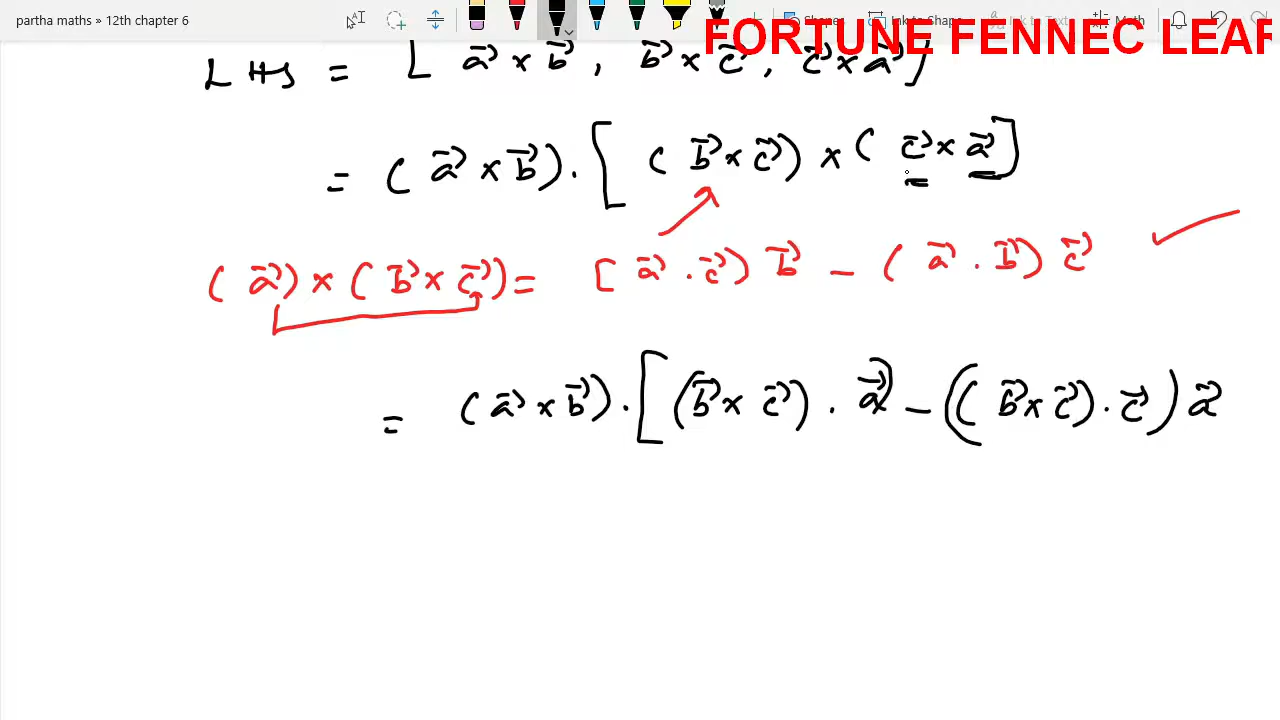 partha maths » 12th chapter 6
FORTUNE FENNEC LEAF
LHS = [ a⃗ × b⃗ , b⃗ × c⃗ , c⃗ × a⃗ ]
= ( a⃗ × b⃗ ) · [ ( b⃗ × c⃗ ) × ( c⃗ × a⃗ ]
( a⃗ ) × ( b⃗ × c⃗ ) = [ a⃗ · c⃗ ) b⃗ − ( a⃗ · b⃗ ) c⃗ ✓
= ( a⃗ × b⃗ ) · [ ( b⃗ × c⃗ ) · a⃗ ) − ( ( b⃗ × c⃗ ) · c⃗ ) a⃗